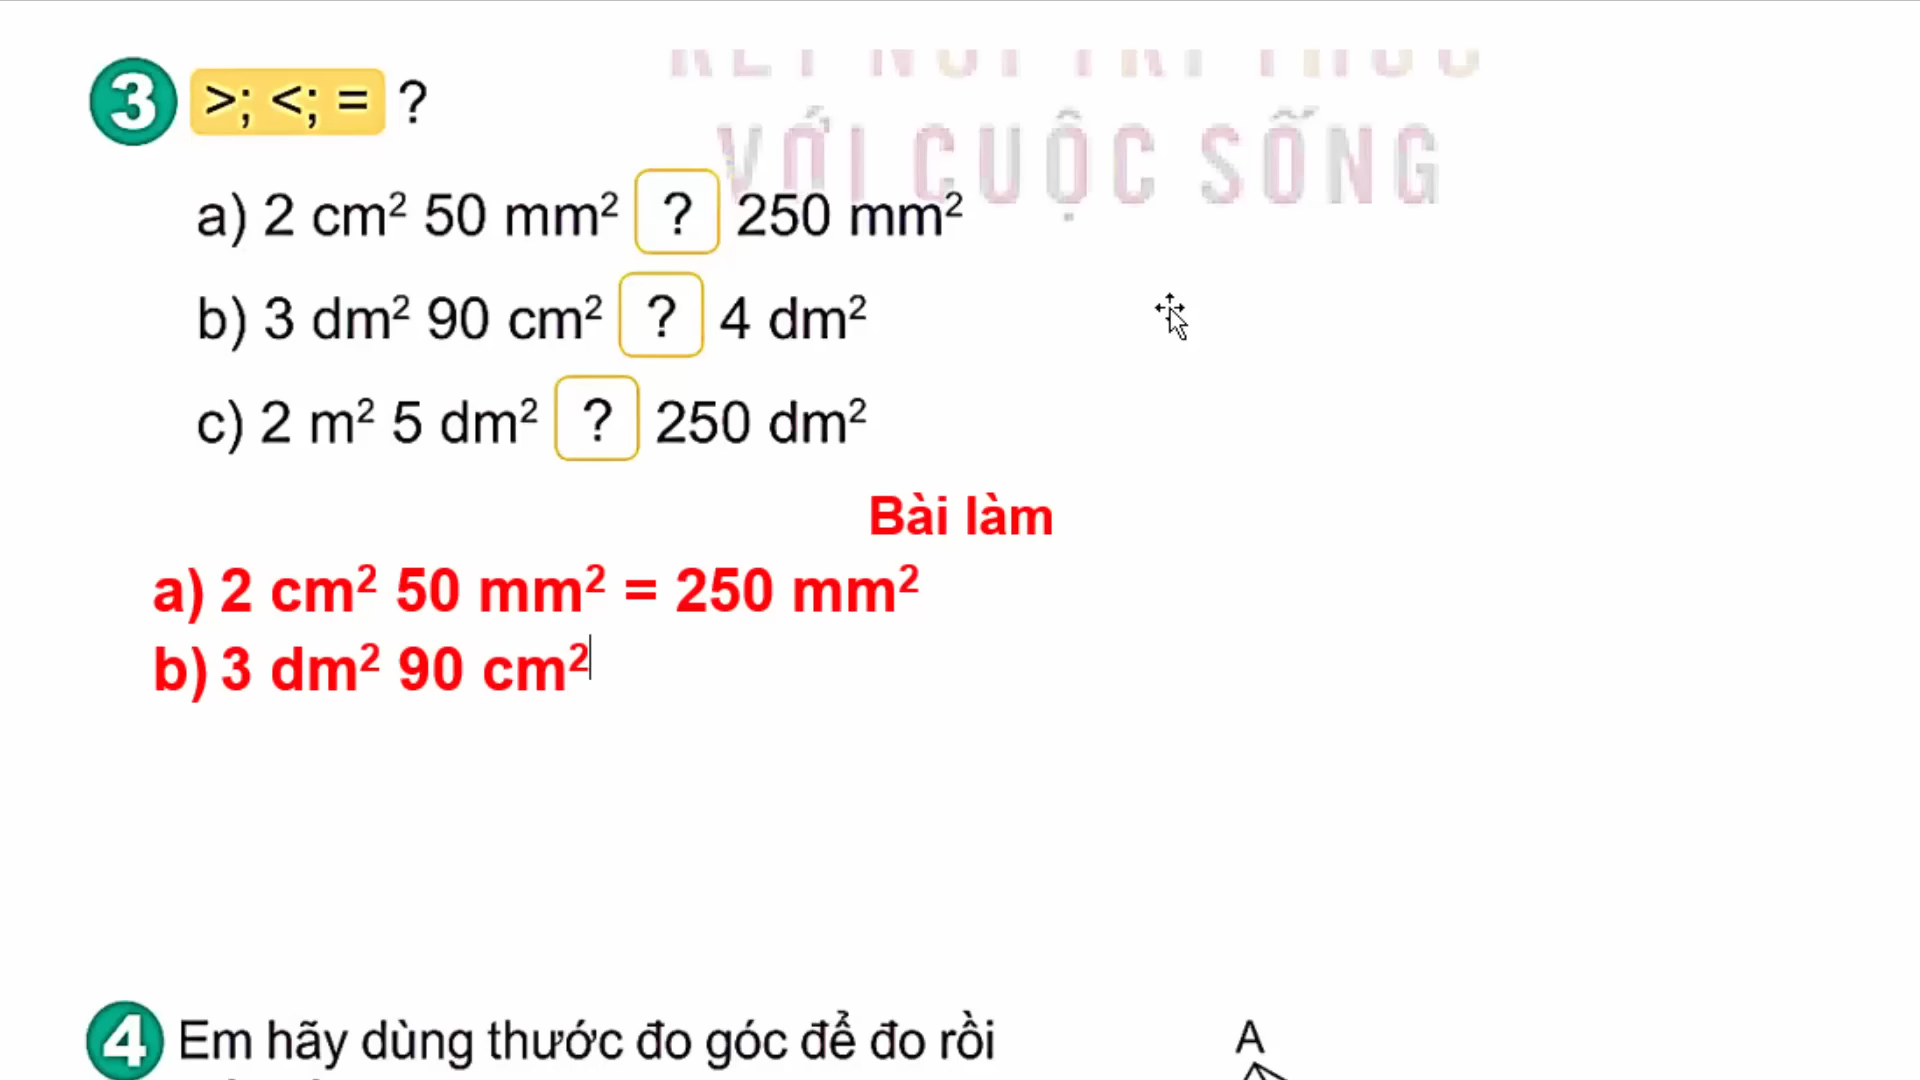 VỚI CUỘC SỐNG
3 >; <; = ?
a) 2 cm² 50 mm² ? 250 mm²
b) 3 dm² 90 cm² ? 4 dm²
c) 2 m² 5 dm² ? 250 dm²
Bài làm
a) 2 cm² 50 mm² = 250 mm²
b) 3 dm² 90 cm²
4 Em hãy dùng thước đo góc để đo rồi
A